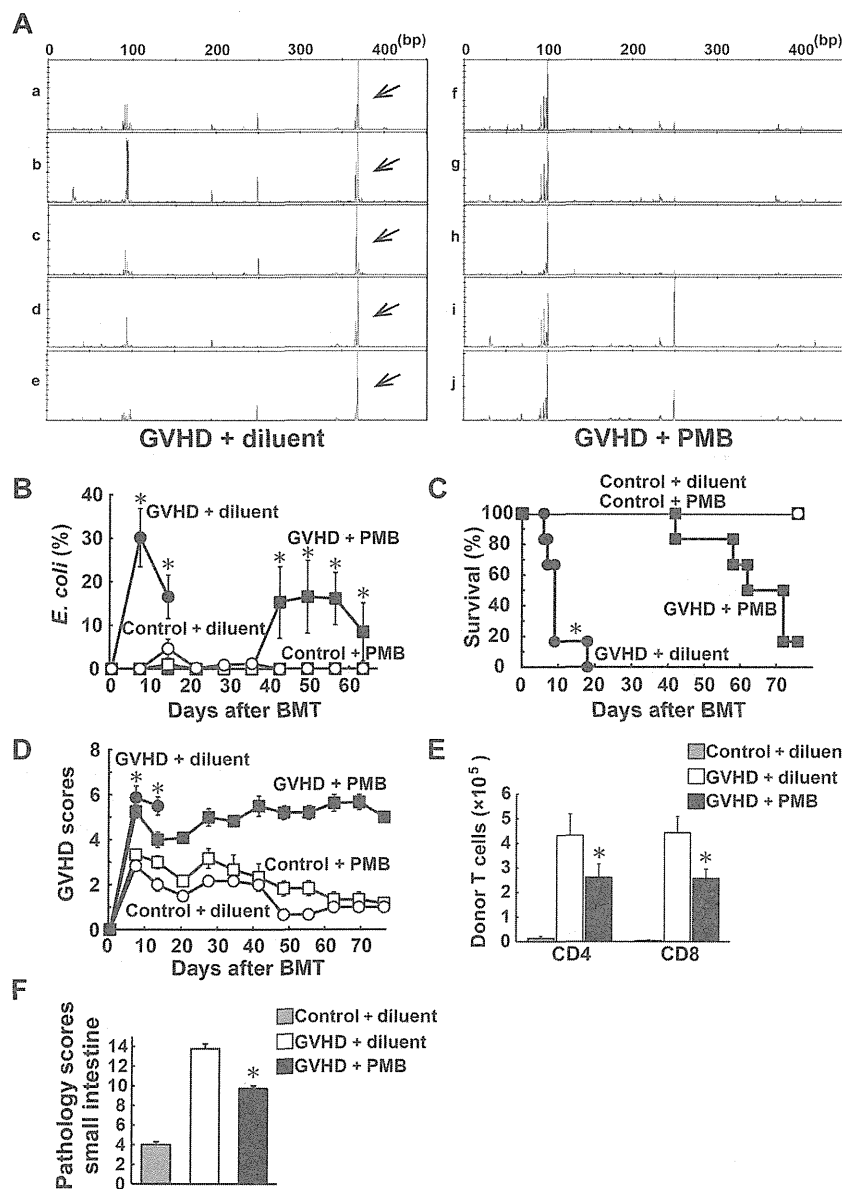 A
0 100 200 300 400 (bp)
0 100 200 300 400 (bp)
a
b
c
d
e
f
g
h
i
j
GVHD + diluent
GVHD + PMB
B
E. coli (%)
40
30
20
10
0
* GVHD + diluent
*
GVHD + PMB
* * * *
Control + diluent
Control + PMB
0 10 20 30 40 50 60
Days after BMT
C
Control + diluent
Control + PMB
Survival (%)
100
80
60
40
20
0
GVHD + PMB
*
GVHD + diluent
0 10 20 30 40 50 60 70
Days after BMT
D
GVHD scores
8
6
4
2
0
GVHD + diluent
* *
GVHD + PMB
Control + PMB
Control + diluent
0 10 20 30 40 50 60 70
Days after BMT
E
Control + diluen
GVHD + diluent
GVHD + PMB
Donor T cells (×10⁵)
6
5
4
3
2
1
0
* *
CD4 CD8
F
Pathology scores
small intestine
14
12
10
8
6
4
2
0
*
Control + diluent
GVHD + diluent
GVHD + PMB